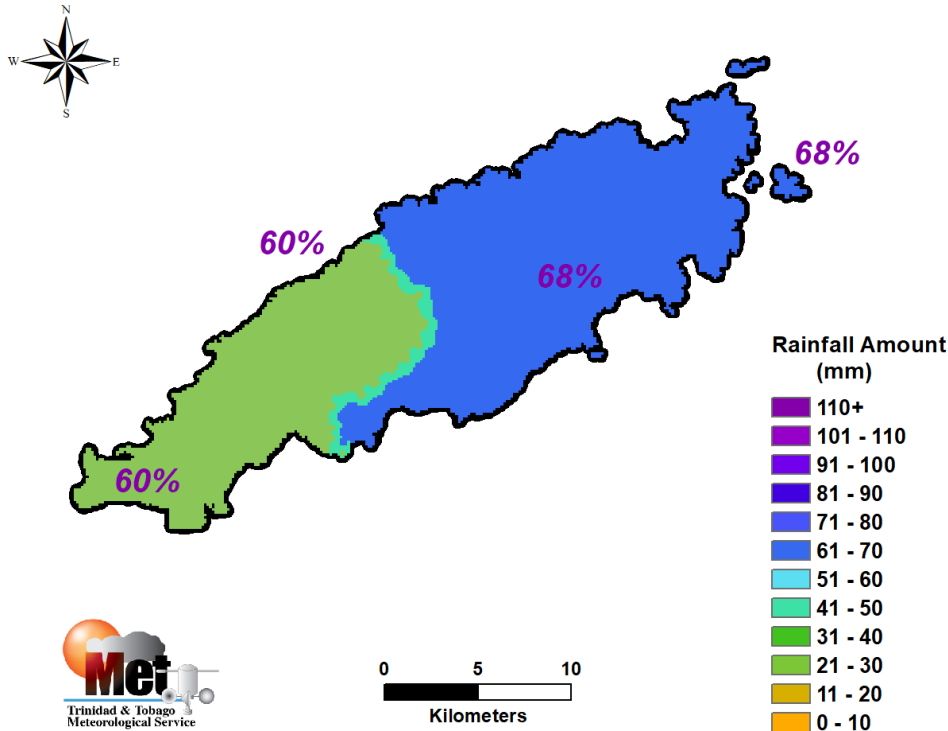 N
W E
S
68%
60%
68%
60%
Rainfall Amount
(mm)
110+
101 - 110
91 - 100
81 - 90
71 - 80
61 - 70
51 - 60
41 - 50
31 - 40
21 - 30
11 - 20
0 - 10
0 5 10
Kilometers
Met
Trinidad & Tobago
Meteorological Service